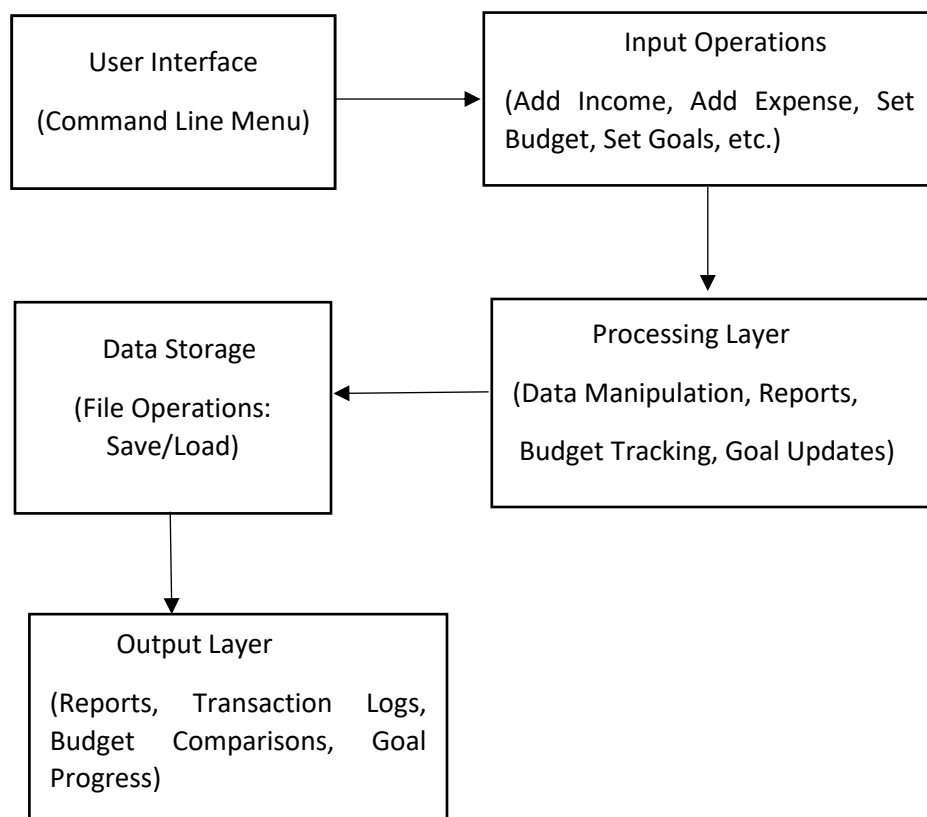 User Interface
(Command Line Menu)
Input Operations
(Add Income, Add Expense, Set
Budget, Set Goals, etc.)
Data Storage
(File Operations:
Save/Load)
Processing Layer
(Data Manipulation, Reports,
Budget Tracking, Goal Updates)
Output Layer
(Reports, Transaction Logs,
Budget Comparisons, Goal
Progress)